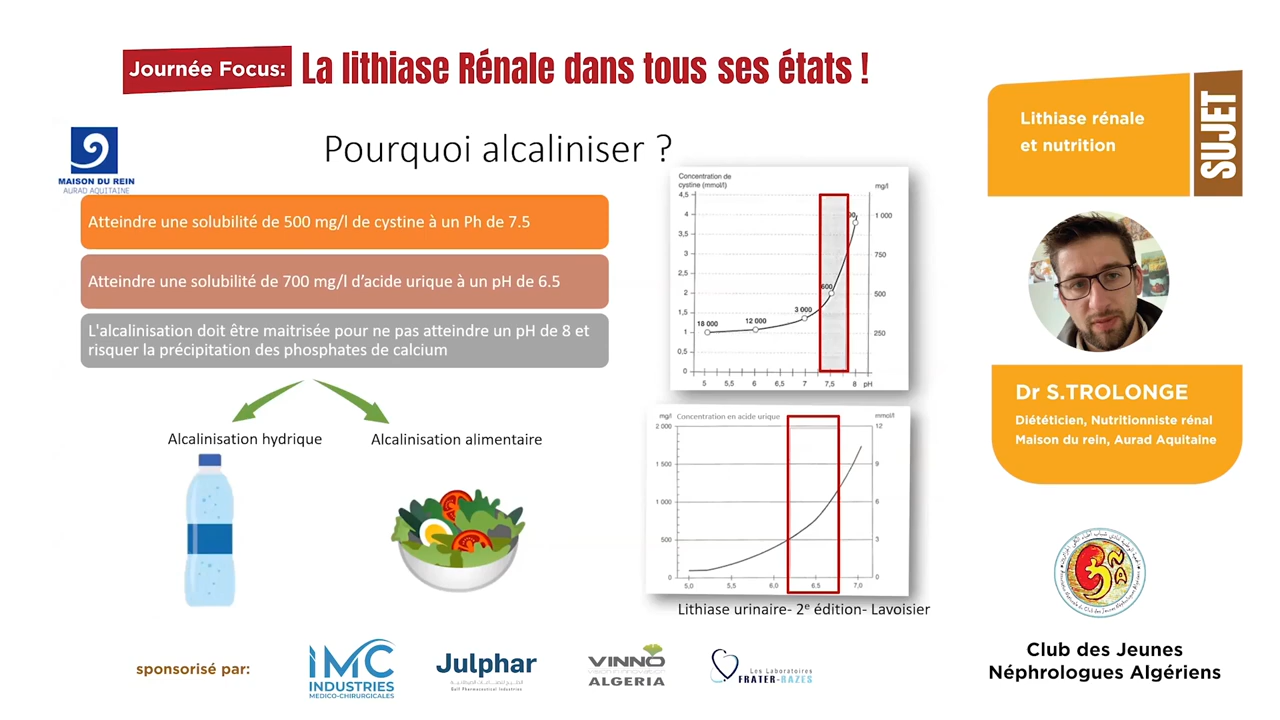 Journée Focus: La lithiase Rénale dans tous ses états !
Lithiase rénale
et nutrition
SUJET
Pourquoi alcaliniser ?
MAISON DU REIN
AURAD AQUITAINE
Atteindre une solubilité de 500 mg/l de cystine à un Ph de 7.5
Atteindre une solubilité de 700 mg/l d'acide urique à un pH de 6.5
L'alcalinisation doit être maitrisée pour ne pas atteindre un pH de 8 et
risquer la précipitation des phosphates de calcium
Alcalinisation hydrique
Alcalinisation alimentaire
Concentration de
cystine (mmol/l)
mg/l
4,5
4
3,5
3
2,5
2
1,5
1
0,5
0
1 000
750
500
250
18 000
12 000
3 000
600
5 5,5 6 6,5 7 7,5 8 pH
mg/l Concentration en acide urique mmol/l
2 000
1 500
1 000
500
0
12
9
6
3
0
5,0 5,5 6.0 6.5 7,0
Lithiase urinaire- 2e édition- Lavoisier
Dr S.TROLONGE
Diététicien, Nutritionniste rénal
Maison du rein, Aurad Aquitaine
Club des Jeunes
Néphrologues Algériens
sponsorisé par:
IMC
INDUSTRIES
MEDICO-CHIRURGICALES
Julphar
Gulf Pharmaceutical Industries
VINNO
ALGERIA
Les Laboratoires
FRATER-RAZES